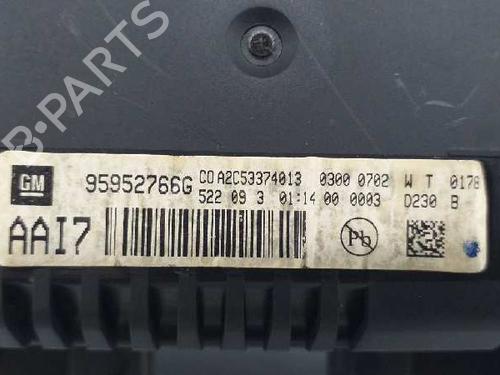 GM 95952766G CO A2C53374013 0300 0702 W T 0178
522 09 3 01:14 00 0003 D230 B
AAI7 Pb
B-Parts